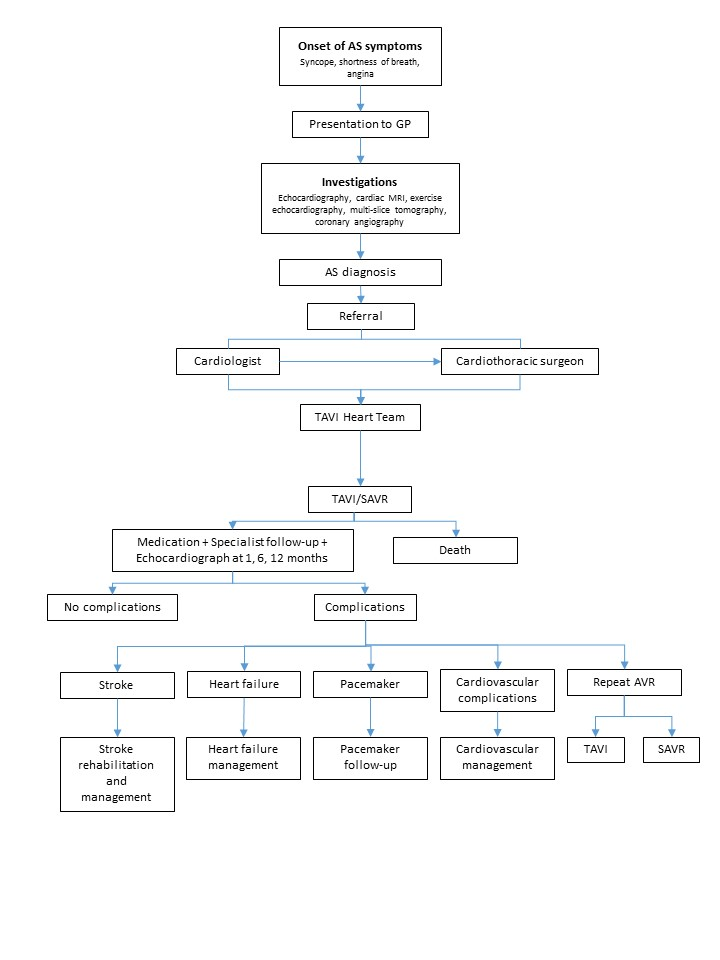 Onset of AS symptoms
Syncope, shortness of breath,
angina
Presentation to GP
Investigations
Echocardiography, cardiac MRI, exercise
echocardiography, multi-slice tomography,
coronary angiography
AS diagnosis
Referral
Cardiologist
Cardiothoracic surgeon
TAVI Heart Team
TAVI/SAVR
Medication + Specialist follow-up +
Echocardiograph at 1, 6, 12 months
Death
No complications
Complications
Stroke
Heart failure
Pacemaker
Cardiovascular
complications
Repeat AVR
Stroke
rehabilitation
and
management
Heart failure
management
Pacemaker
follow-up
Cardiovascular
management
TAVI
SAVR